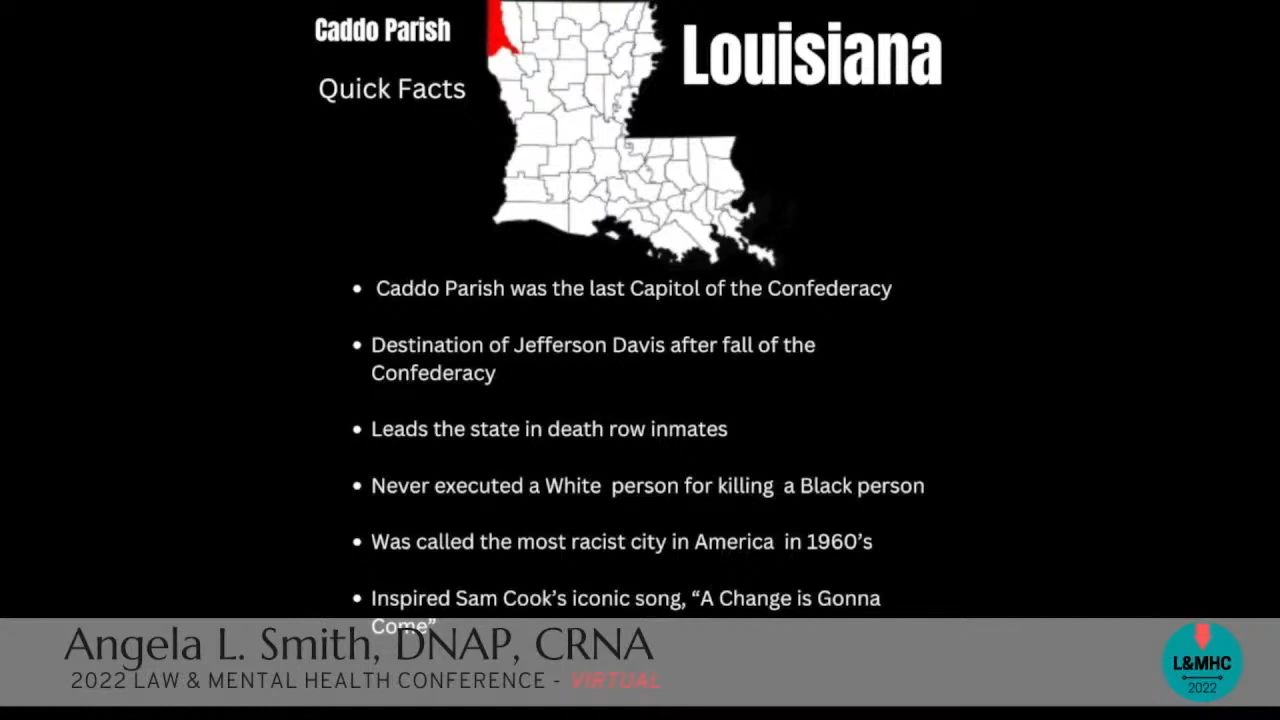 Caddo Parish
Louisiana
Quick Facts
• Caddo Parish was the last Capitol of the Confederacy
• Destination of Jefferson Davis after fall of the
Confederacy
• Leads the state in death row inmates
• Never executed a White person for killing a Black person
• Was called the most racist city in America in 1960's
• Inspired Sam Cook's iconic song, “A Change is Gonna
Come”
Angela L. Smith, DNAP, CRNA
2022 LAW & MENTAL HEALTH CONFERENCE - VIRTUAL
L&MHC
2022